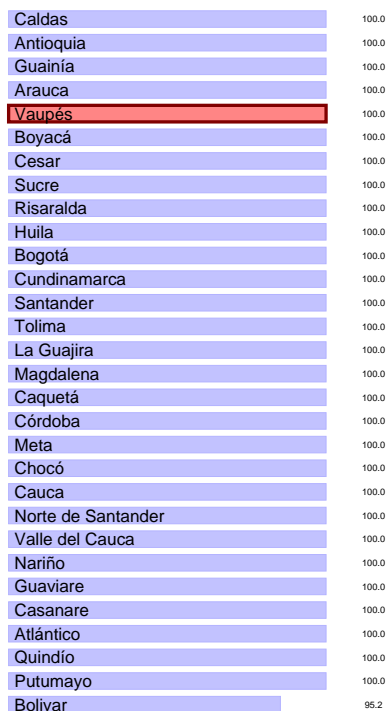 Caldas 100.0
Antioquia 100.0
Guainía 100.0
Arauca 100.0
Vaupés 100.0
Boyacá 100.0
Cesar 100.0
Sucre 100.0
Risaralda 100.0
Huila 100.0
Bogotá 100.0
Cundinamarca 100.0
Santander 100.0
Tolima 100.0
La Guajira 100.0
Magdalena 100.0
Caquetá 100.0
Córdoba 100.0
Meta 100.0
Chocó 100.0
Cauca 100.0
Norte de Santander 100.0
Valle del Cauca 100.0
Nariño 100.0
Guaviare 100.0
Casanare 100.0
Atlántico 100.0
Quindío 100.0
Putumayo 100.0
Bolivar 95.2